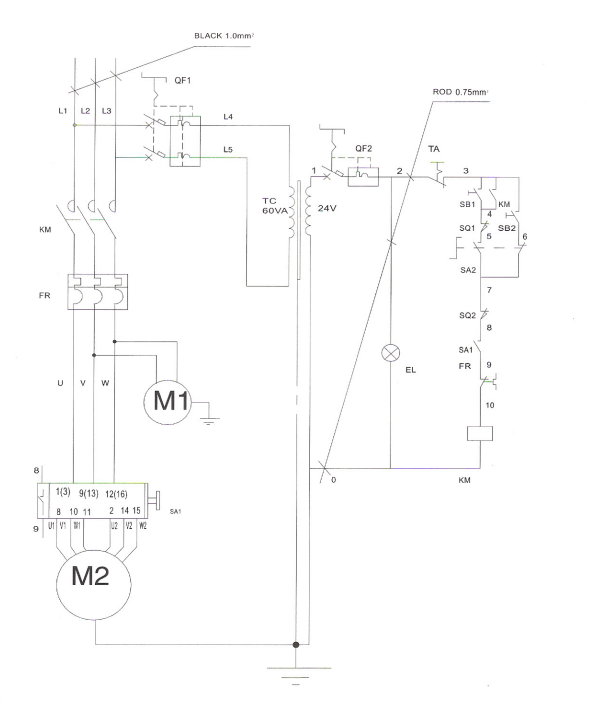 BLACK 1.0mm²
QF1
L1 L2 L3
L4
L5
ROD 0.75mm²
QF2
TA
1
2
3
TC
60VA
24V
SB1
KM
4
SQ1
SB2
5
6
SA2
KM
FR
7
SQ2
8
SA1
EL
FR
9
10
U V W
M1
0
KM
8
1(3) 9(13) 12(16)
SA1
8 10 11 2 14 15
9
U1 V1 W1 U2 V2 W2
M2